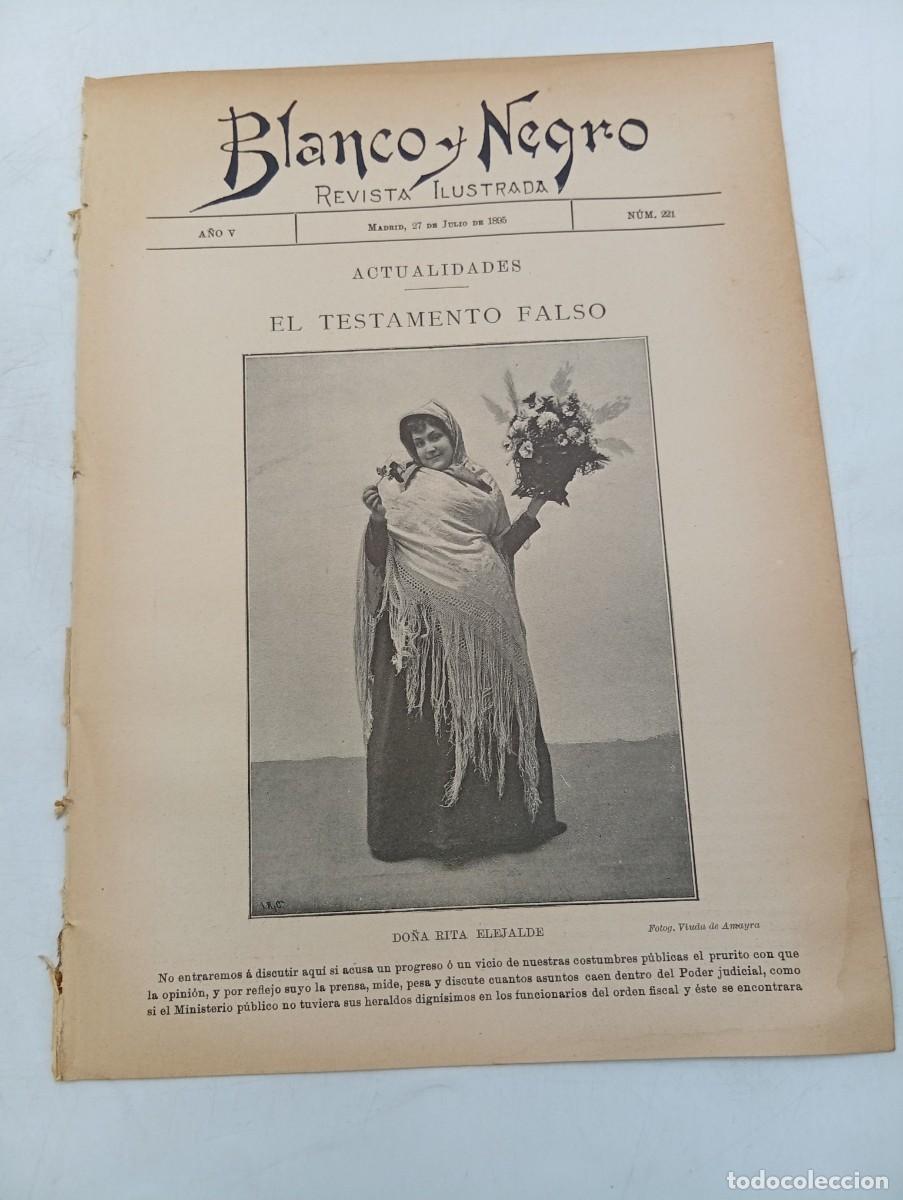 Blanco y Negro
REVISTA ILUSTRADA
AÑO V
MADRID, 27 DE JULIO DE 1895
NÚM. 221
ACTUALIDADES
EL TESTAMENTO FALSO
DOÑA RITA ELEJALDE
Fotog. Viuda de Amayra
No entraremos á discutir aquí si acusa un progreso ó un vicio de nuestras costumbres públicas el prurito con que
la opinión, y por reflejo suyo la prensa, mide, pesa y discute cuantos asuntos caen dentro del Poder judicial, como
si el Ministerio público no tuviera sus heraldos dignísimos en los funcionarios del orden fiscal y éste se encontrara
todocoleccion